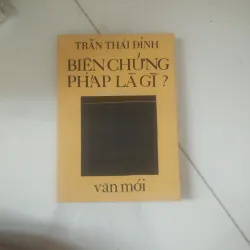 TRẦN THÁI ĐỈNH
BIỆN CHỨNG
PHÁP LÀ GÌ ?
văn mới